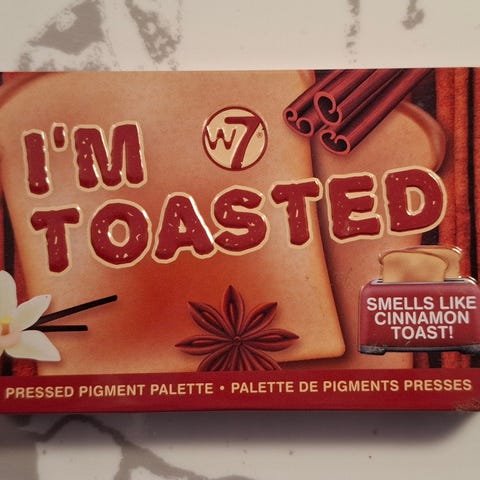 I'M
W7®
TOASTED
SMELLS LIKE
CINNAMON
TOAST!
PRESSED PIGMENT PALETTE • PALETTE DE PIGMENTS PRESSES